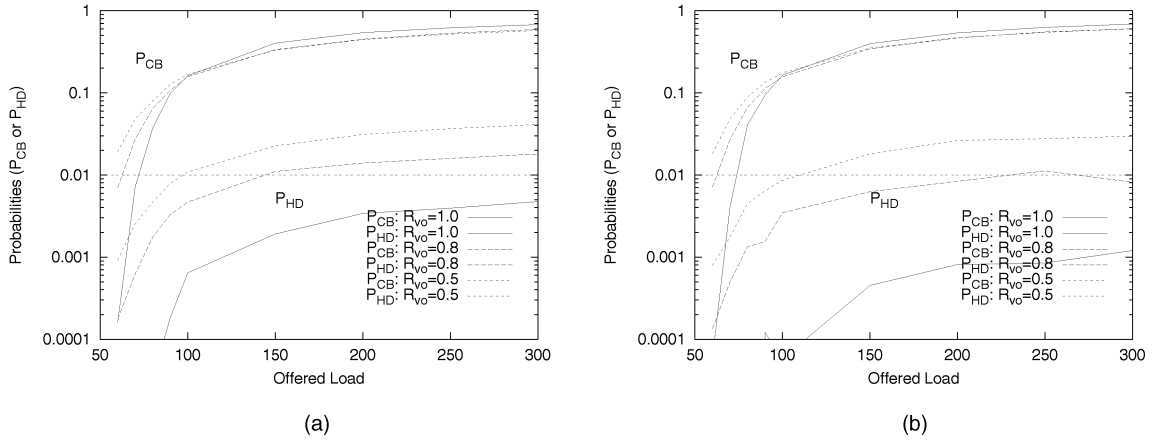 1
0.1
0.01
0.001
0.0001
Probabilities (P_CB or P_HD)
P_CB
P_HD
P_CB: R_vo=1.0
P_HD: R_vo=1.0
P_CB: R_vo=0.8
P_HD: R_vo=0.8
P_CB: R_vo=0.5
P_HD: R_vo=0.5
50 100 150 200 250 300
Offered Load
(a)
1
0.1
0.01
0.001
0.0001
Probabilities (P_CB or P_HD)
P_CB
P_HD
P_CB: R_vo=1.0
P_HD: R_vo=1.0
P_CB: R_vo=0.8
P_HD: R_vo=0.8
P_CB: R_vo=0.5
P_HD: R_vo=0.5
50 100 150 200 250 300
Offered Load
(b)